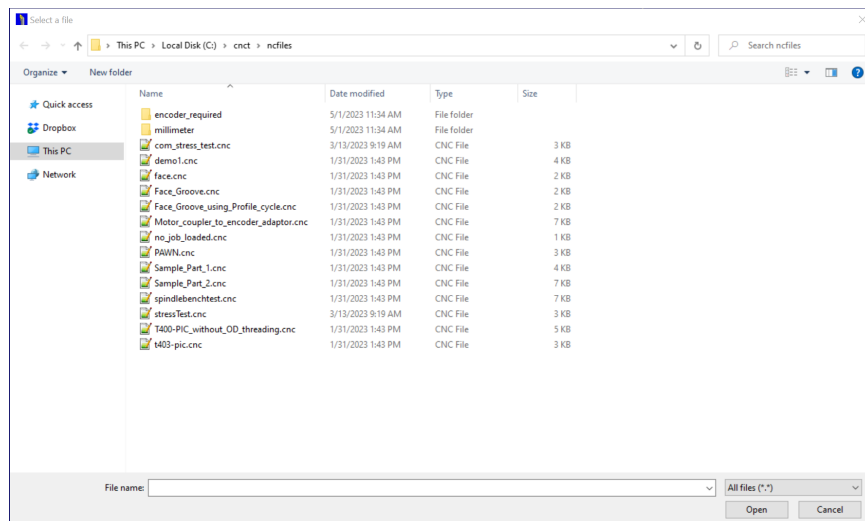 Select a file
This PC > Local Disk (C:) > cnct > ncfiles
Search ncfiles
Organize New folder
Name Date modified Type Size
Quick access
Dropbox
This PC
Network
encoder_required 5/1/2023 11:34 AM File folder
millimeter 5/1/2023 11:34 AM File folder
com_stress_test.cnc 3/13/2023 9:19 AM CNC File 3 KB
demo1.cnc 1/31/2023 1:43 PM CNC File 4 KB
face.cnc 1/31/2023 1:43 PM CNC File 2 KB
Face_Groove.cnc 1/31/2023 1:43 PM CNC File 2 KB
Face_Groove_using_Profile_cycle.cnc 1/31/2023 1:43 PM CNC File 2 KB
Motor_coupler_to_encoder_adaptor.cnc 1/31/2023 1:43 PM CNC File 7 KB
no_job_loaded.cnc 1/31/2023 1:43 PM CNC File 1 KB
PAWN.cnc 1/31/2023 1:43 PM CNC File 3 KB
Sample_Part_1.cnc 1/31/2023 1:43 PM CNC File 4 KB
Sample_Part_2.cnc 1/31/2023 1:43 PM CNC File 7 KB
spindlebenchtest.cnc 1/31/2023 1:43 PM CNC File 7 KB
stressTest.cnc 3/13/2023 9:19 AM CNC File 3 KB
T400-PIC_without_OD_threading.cnc 1/31/2023 1:43 PM CNC File 5 KB
t403-pic.cnc 1/31/2023 1:43 PM CNC File 3 KB
File name:
All files (*.*)
Open Cancel